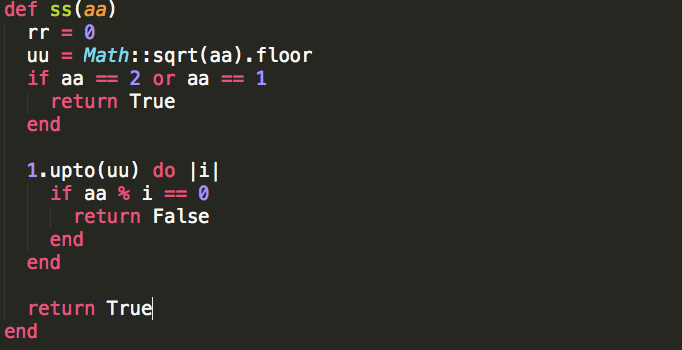 def ss(aa)
  rr = 0
  uu = Math::sqrt(aa).floor
  if aa == 2 or aa == 1
    return True
  end

  1.upto(uu) do |i|
    if aa % i == 0
      return False
    end
  end

  return True
end